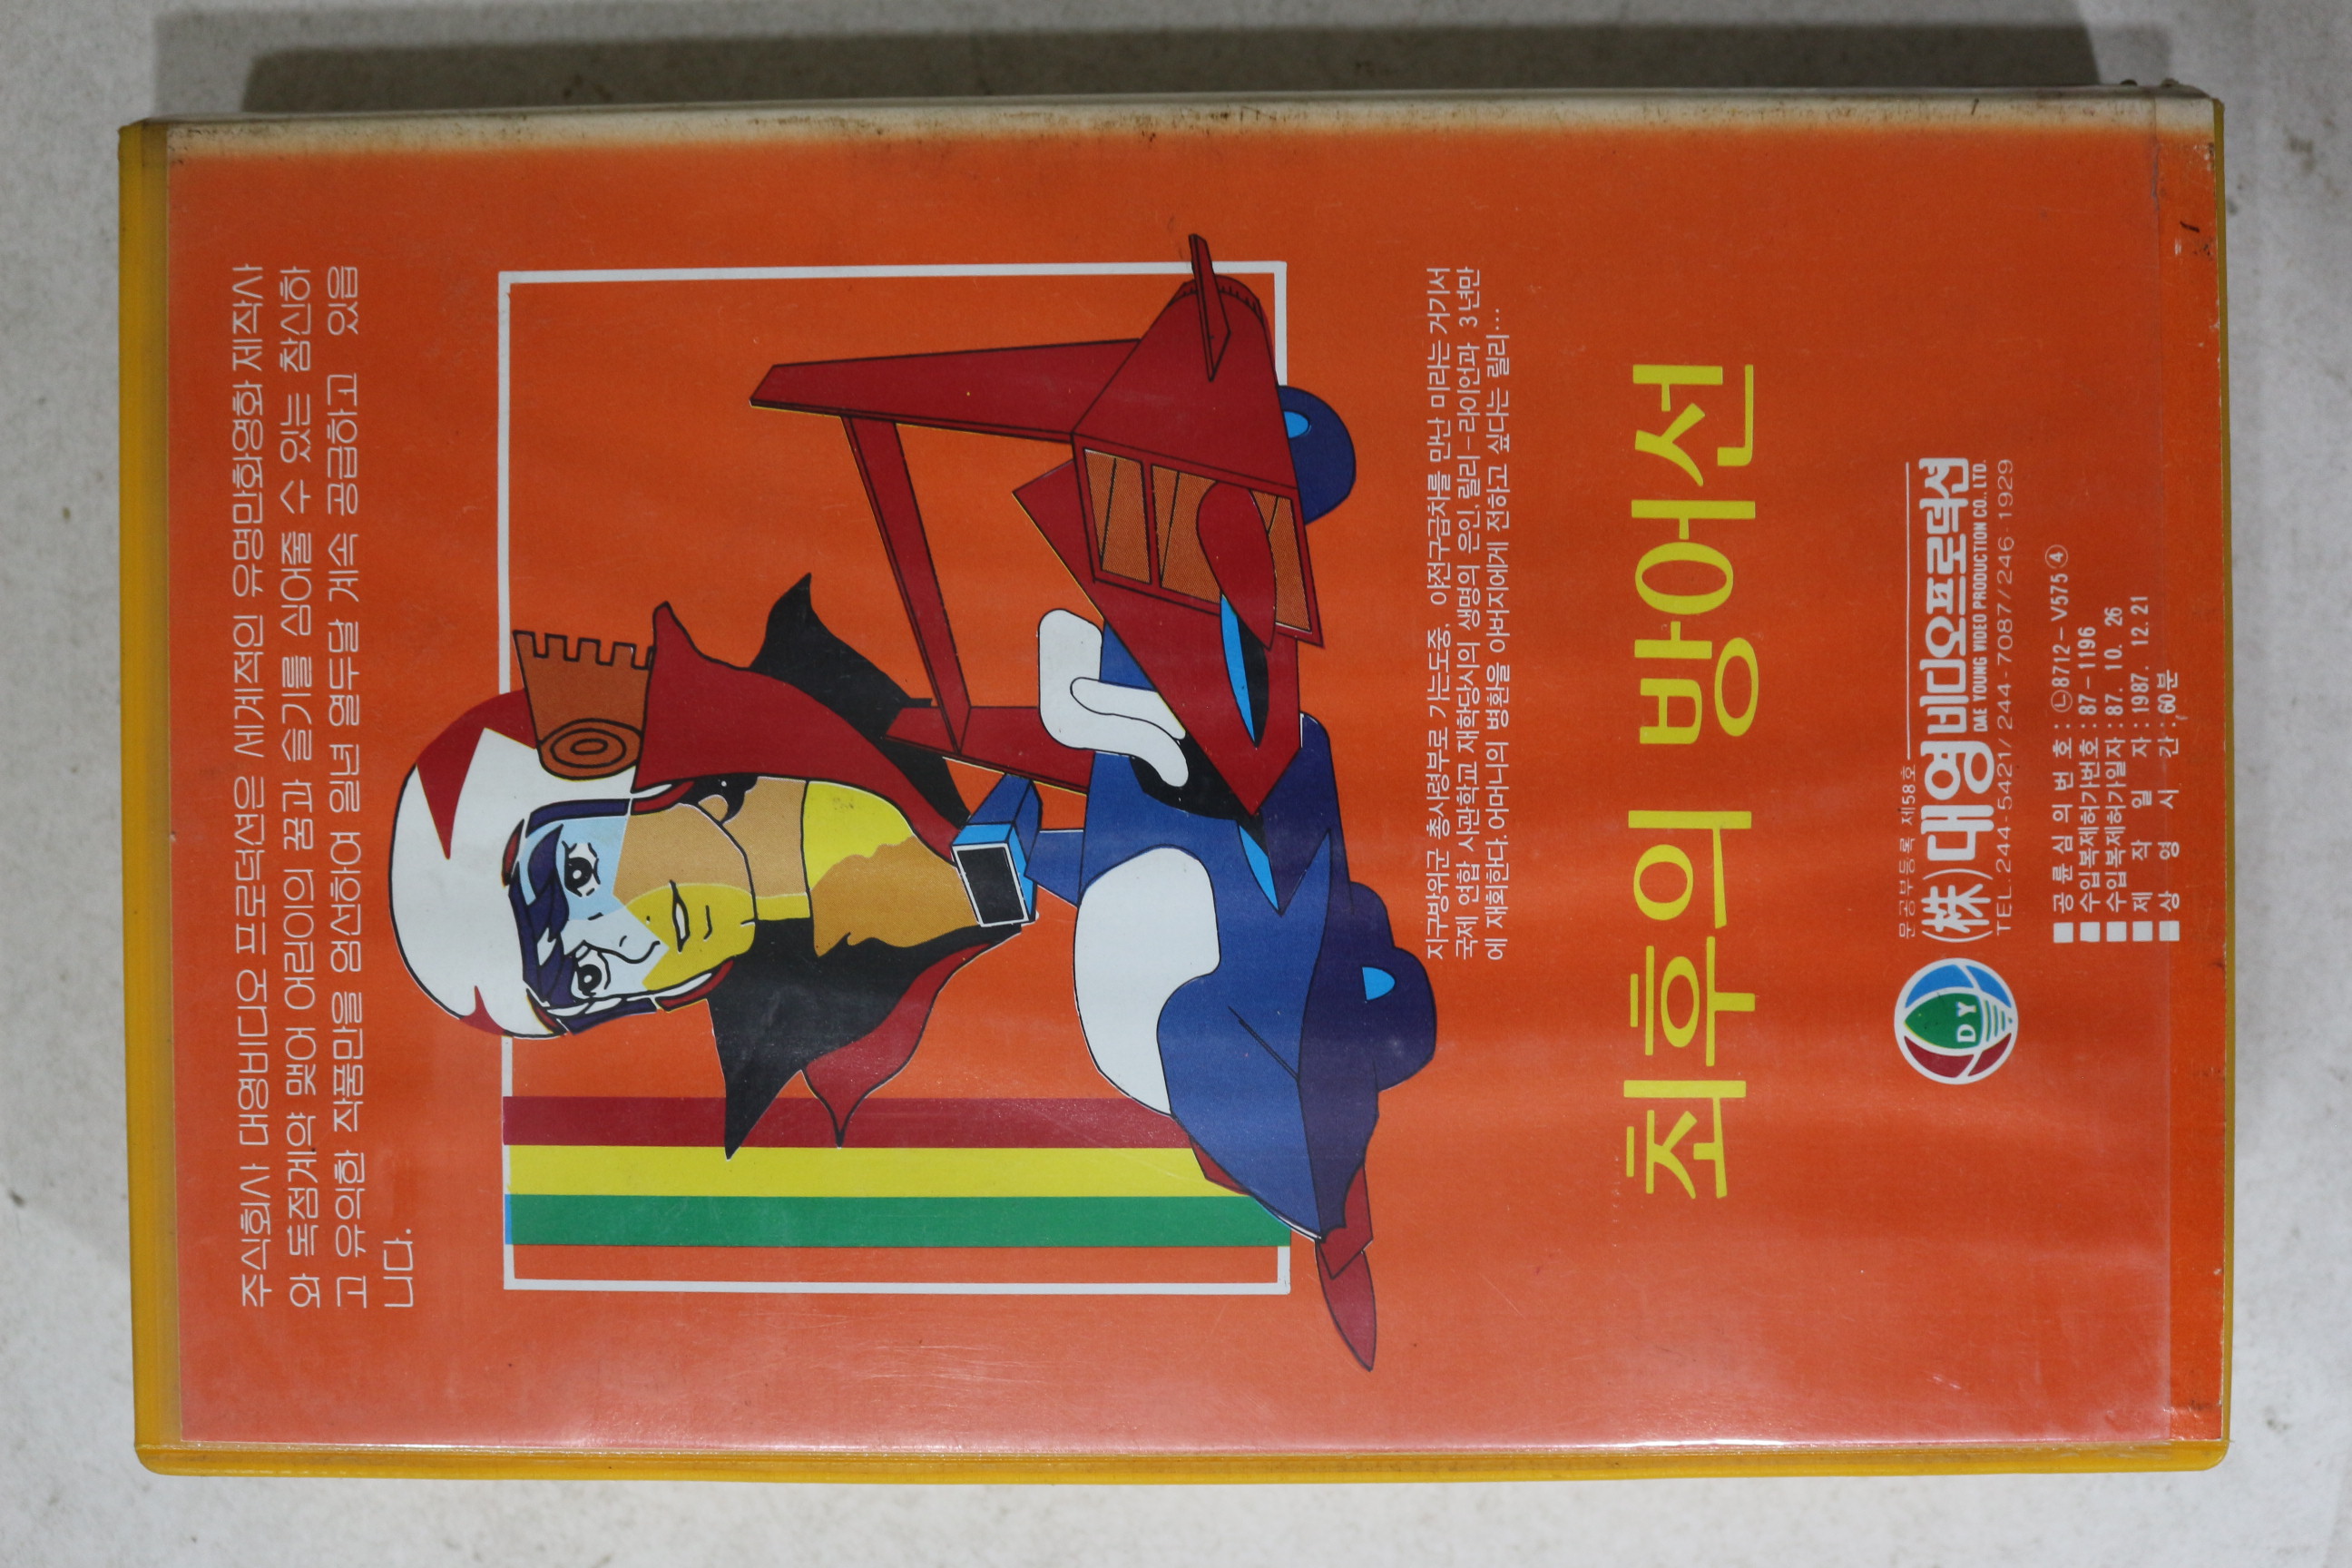 주식회사 대영비디오 프로덕션은 세계적인 유명만화영화 제작사
와 독점계약 맺어 어린이의 꿈과 슬기를 심어줄 수 있는 참신하
고 유익한 작품만을 엄선하여 일년 열두달 계속 공급하고 있읍
니다.
지구방위군 총사령부로 가는도중, 야전구급차를 만난 미라는 거기서
국제 연합 사관학교 재학당시의 생명의 은인, 릴리-라이언과 3년만
에 재회한다. 어머니의 병환을 아버지에게 전하고 싶다는 릴리…
최후의 방어선
문공부등록 제58호
(株)대영비디오프로덕션
DAE YOUNG VIDEO PRODUCTION CO., LTD.
TEL. 244-5421/244-7087/246-1929
DY
■ 공륜심의번호 : Ⓛ8712-V575④
■ 수입복제허가번호 : 87-1196
■ 수입복제허가일자 : 87. 10. 26
■ 제작일자 : 1987. 12. 21
■ 상영시간 : 60분